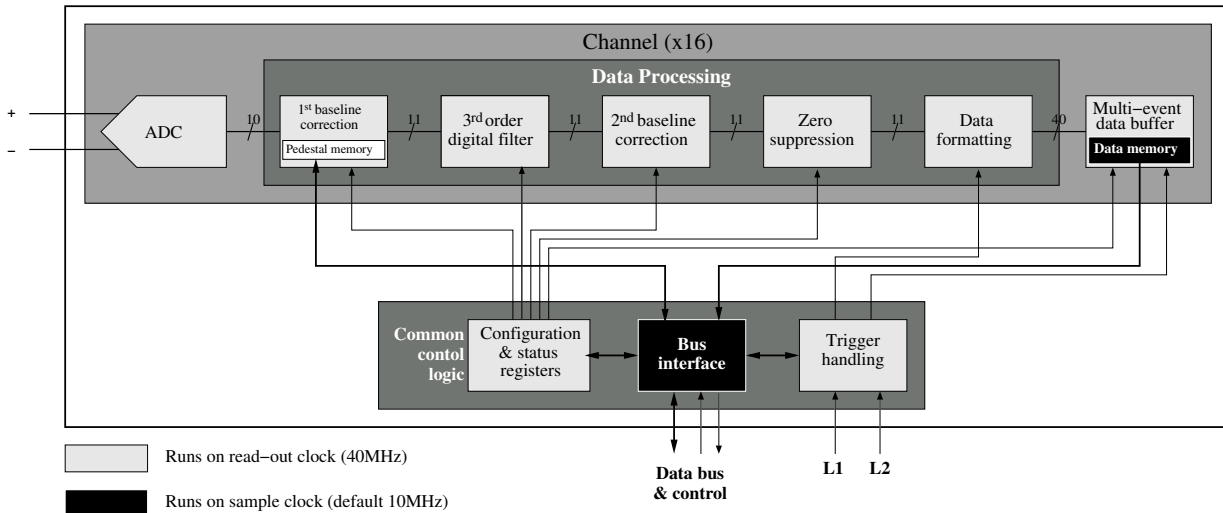 Channel (x16)
Data Processing
+
−
ADC
10
1st baseline
correction
Pedestal memory
11
3rd order
digital filter
11
2nd baseline
correction
11
Zero
suppression
11
Data
formatting
40
Multi−event
data buffer
Data memory
Common
contol
logic
Configuration
& status
registers
Bus
interface
Trigger
handling
Data bus
& control
L1
L2
Runs on read−out clock (40MHz)
Runs on sample clock (default 10MHz)